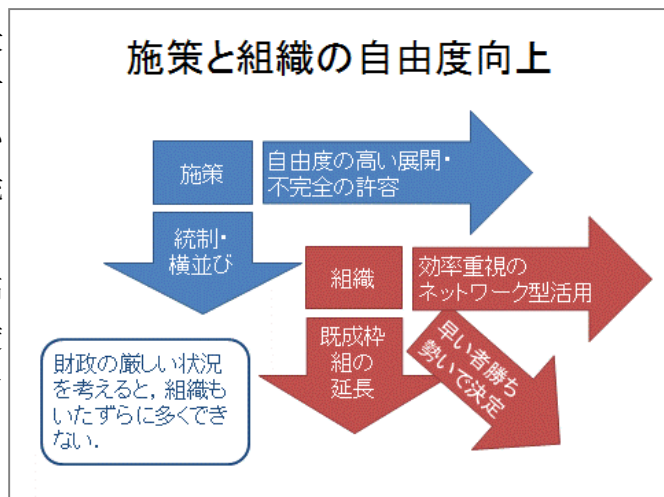 施策と組織の自由度向上
施策
自由度の高い展開・
不完全の許容
統制・
横並び
組織
効率重視の
ネットワーク型活用
既成枠
組の
延長
早い者勝ち
勢いで決定
財政の厳しい状況
を考えると，組織も
いたずらに多くでき
ない．